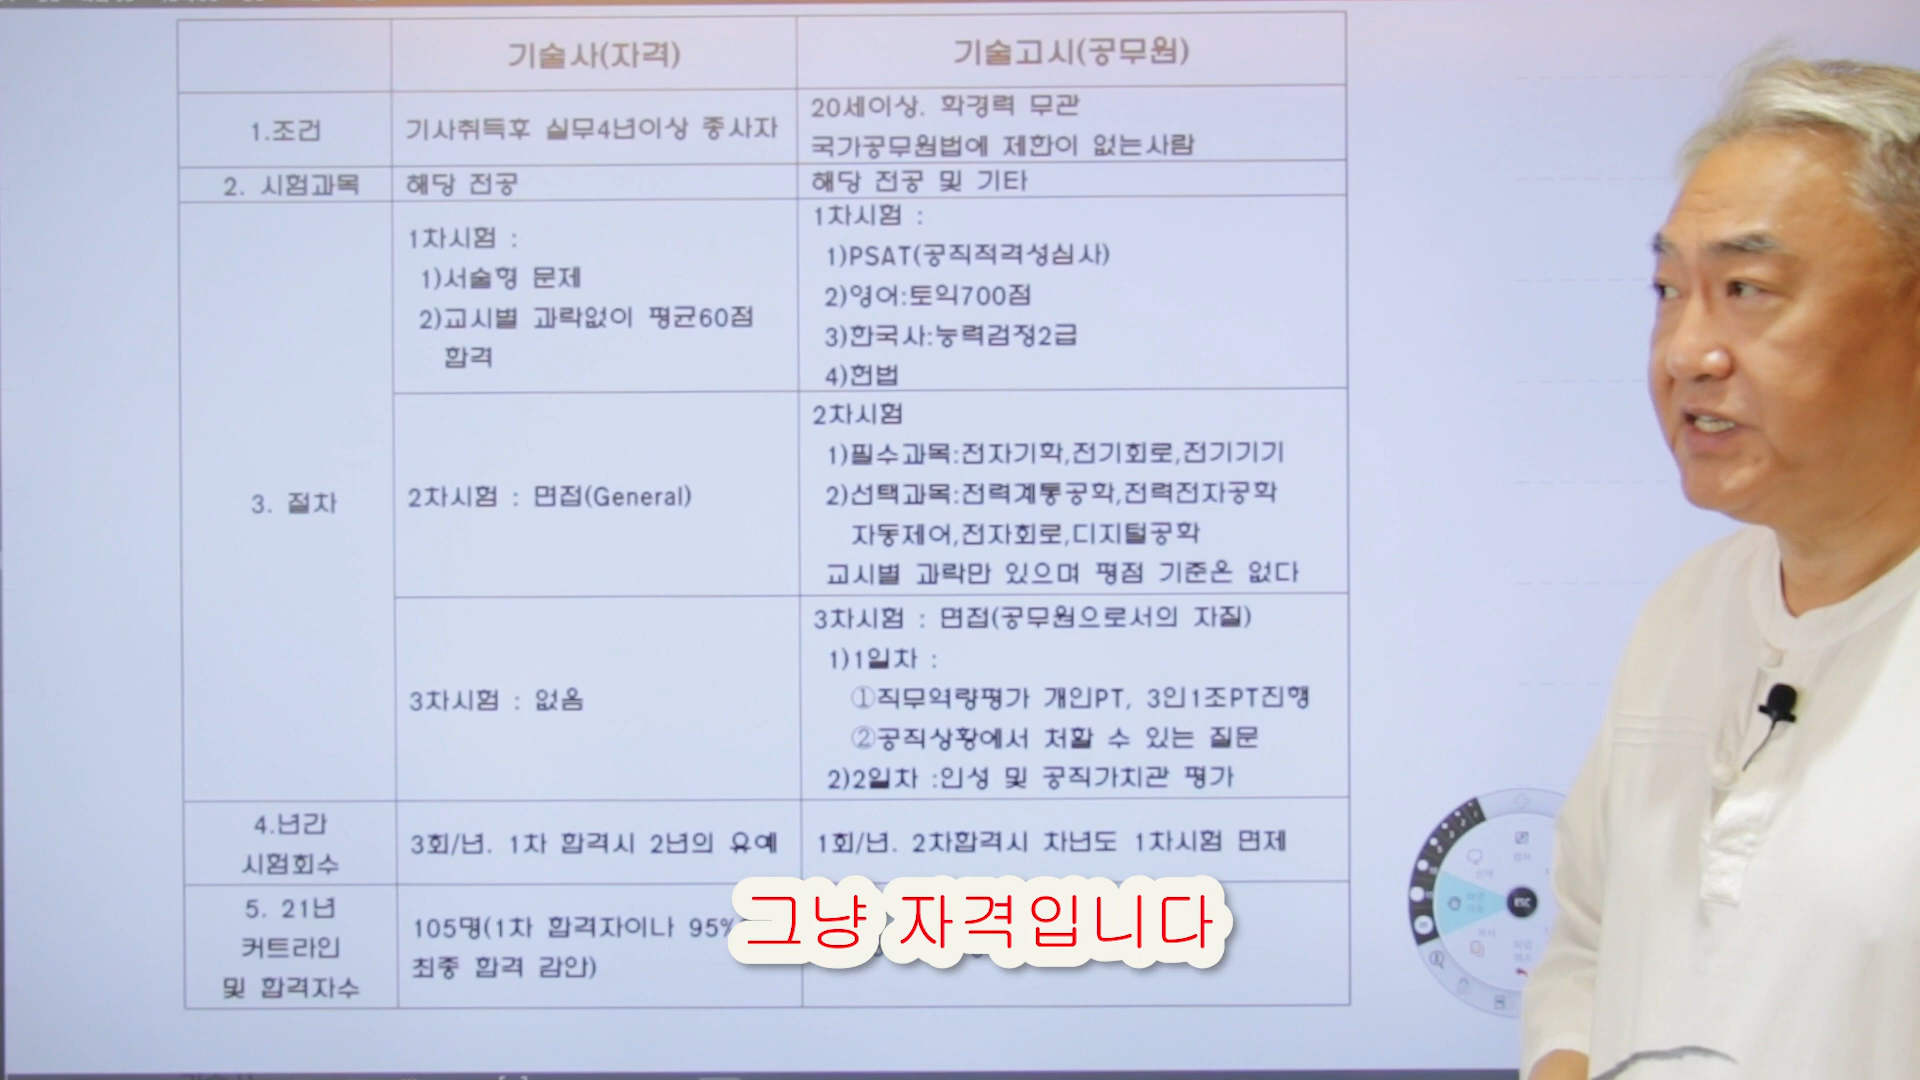 기술사(자격)
기술고시(공무원)
1.조건
기사취득후 실무4년이상 종사자
20세이상. 학경력 무관
국가공무원법에 제한이 없는사람
2. 시험과목
해당 전공
해당 전공 및 기타
3. 절차
1차시험 :
1)서술형 문제
2)교시별 과락없이 평균60점
합격
1차시험 :
1)PSAT(공직적격성심사)
2)영어:토익700점
3)한국사:능력검정2급
4)헌법
2차시험 : 면접(General)
2차시험
1)필수과목:전자기학,전기회로,전기기기
2)선택과목:전력계통공학,전력전자공학
자동제어,전자회로,디지털공학
교시별 과락만 있으며 평점 기준은 없다
3차시험 : 없음
3차시험 : 면접(공무원으로서의 자질)
1)1일차 :
①직무역량평가 개인PT, 3인1조PT진행
②공직상황에서 처할 수 있는 질문
2)2일차 :인성 및 공직가치관 평가
4.년간
시험회수
3회/년. 1차 합격시 2년의 유예
1회/년. 2차합격시 차년도 1차시험 면제
5. 21년
커트라인
및 합격자수
105명(1차 합격자이나 95%
최종 합격 감안)
그냥 자격입니다
ESC